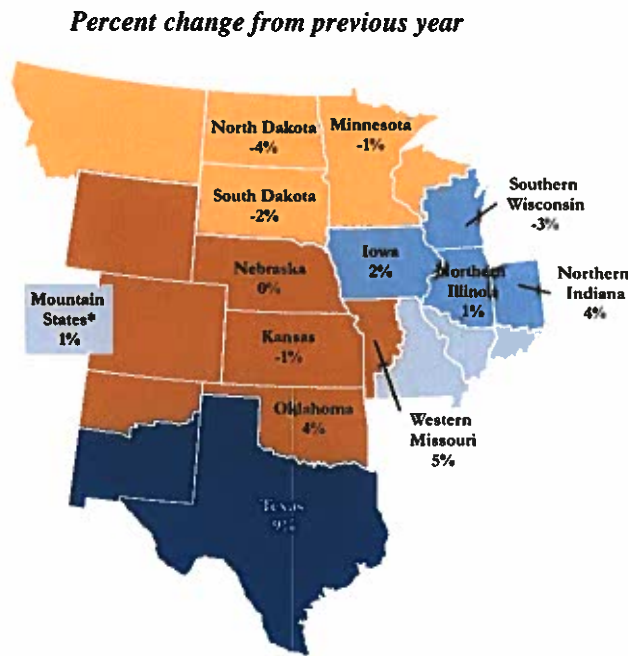 Percent change from previous year
North Dakota
-4%
Minnesota
-1%
South Dakota
-2%
Southern
Wisconsin
-3%
Iowa
2%
Nebraska
0%
Northern
Illinois
1%
Northern
Indiana
4%
Mountain
States*
1%
Kansas
-1%
Oklahoma
4%
Western
Missouri
5%
Texas
9%